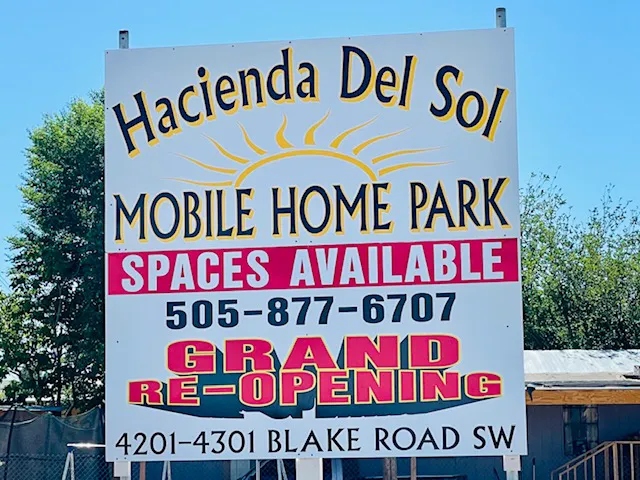 Hacienda Del Sol
MOBILE HOME PARK
SPACES AVAILABLE
505-877-6707
GRAND
RE-OPENING
4201-4301 BLAKE ROAD SW